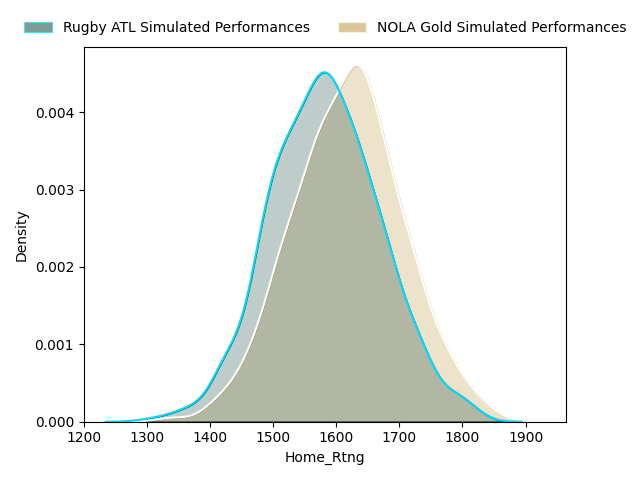 Rugby ATL Simulated Performances NOLA Gold Simulated Performances
0.004
0.003
0.002
0.001
0.000
Density
1200 1300 1400 1500 1600 1700 1800 1900
Home_Rtng